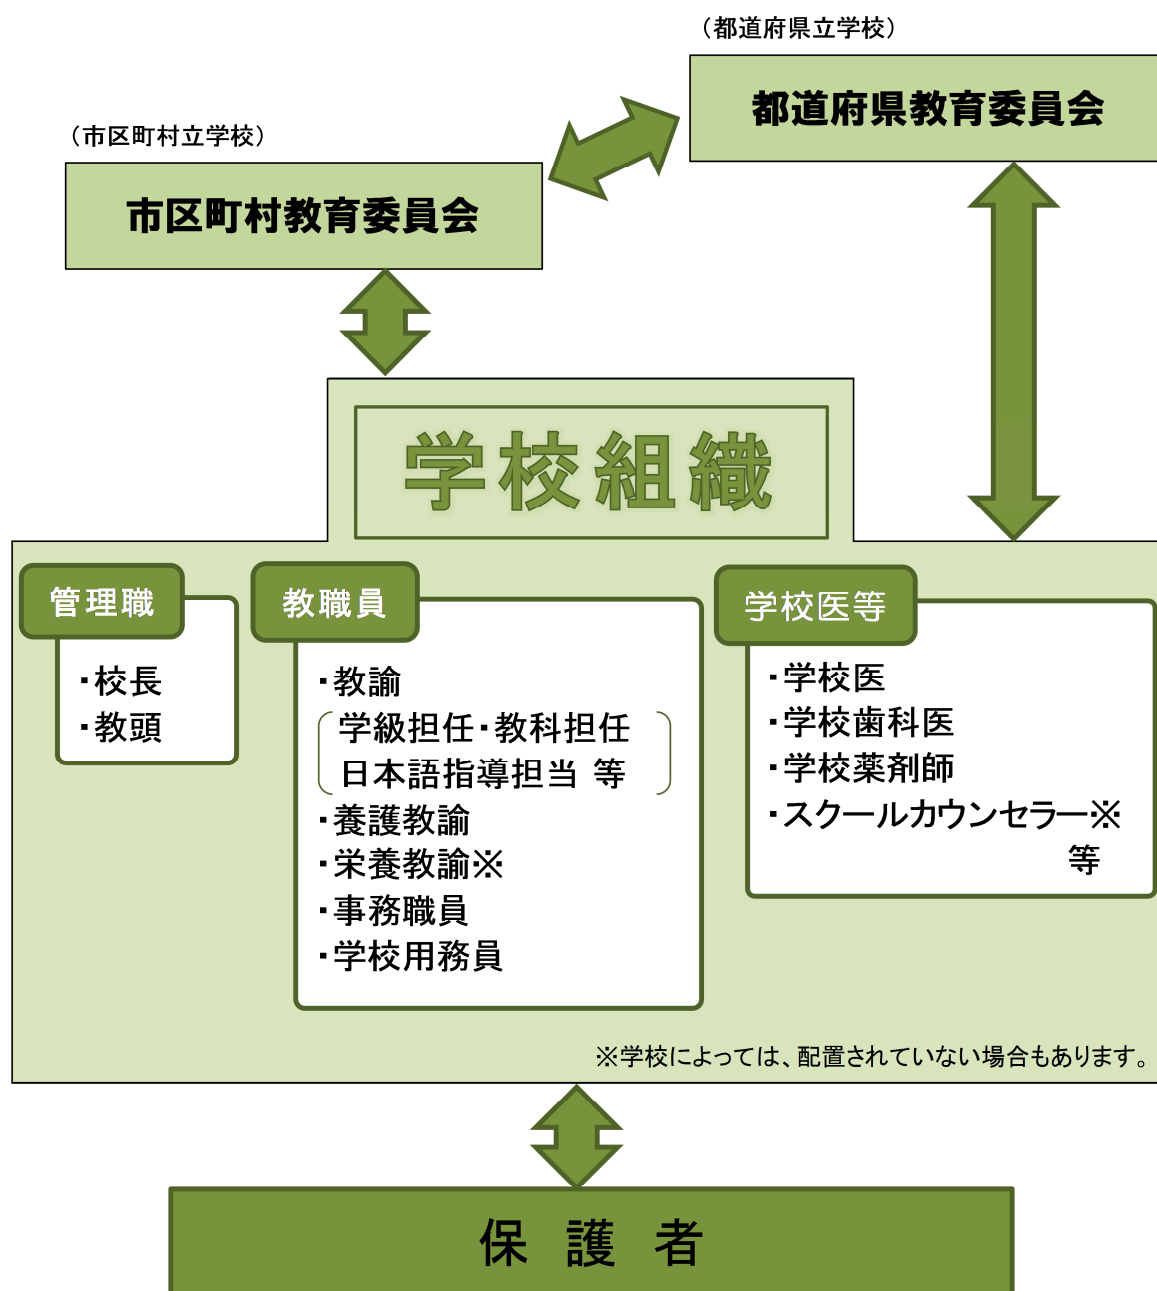 （都道府県立学校）
都道府県教育委員会
（市区町村立学校）
市区町村教育委員会
学校組織
管理職
・校長
・教頭
教職員
・教諭
学級担任・教科担任
日本語指導担当 等
・養護教諭
・栄養教諭※
・事務職員
・学校用務員
学校医等
・学校医
・学校歯科医
・学校薬剤師
・スクールカウンセラー※
等
※学校によっては、配置されていない場合もあります。
保 護 者